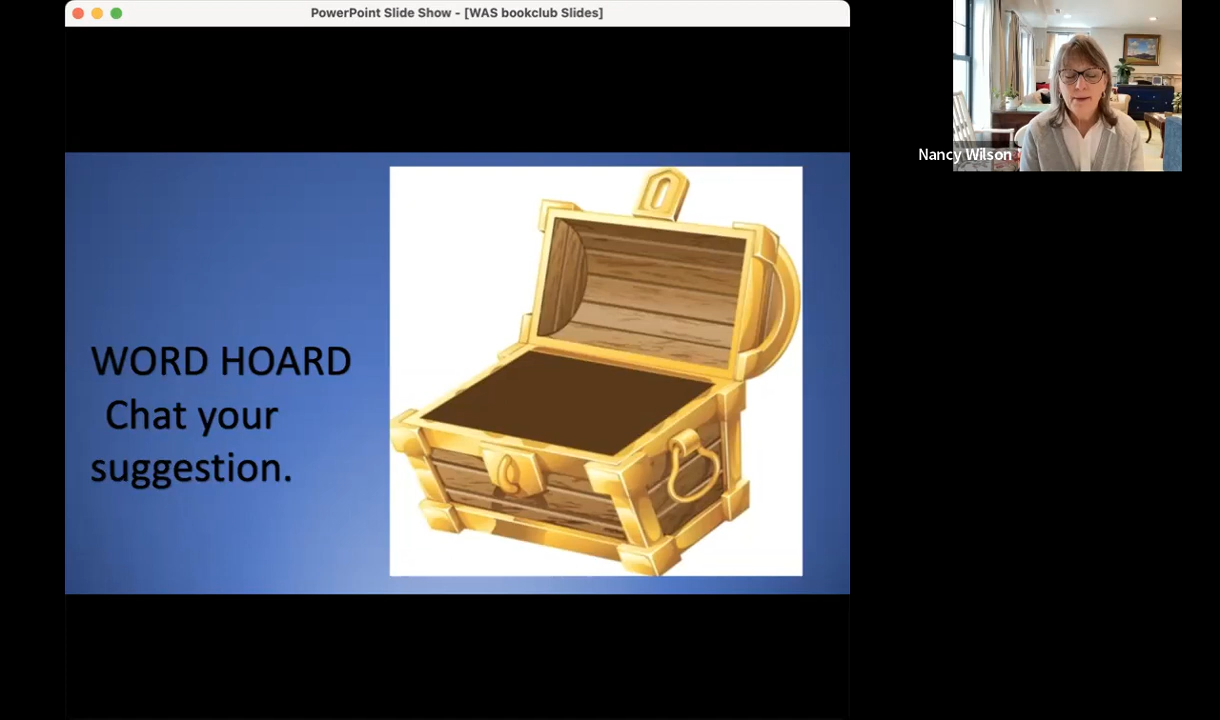 PowerPoint Slide Show - [WAS bookclub Slides]
Nancy Wilson
WORD HOARD
Chat your
suggestion.